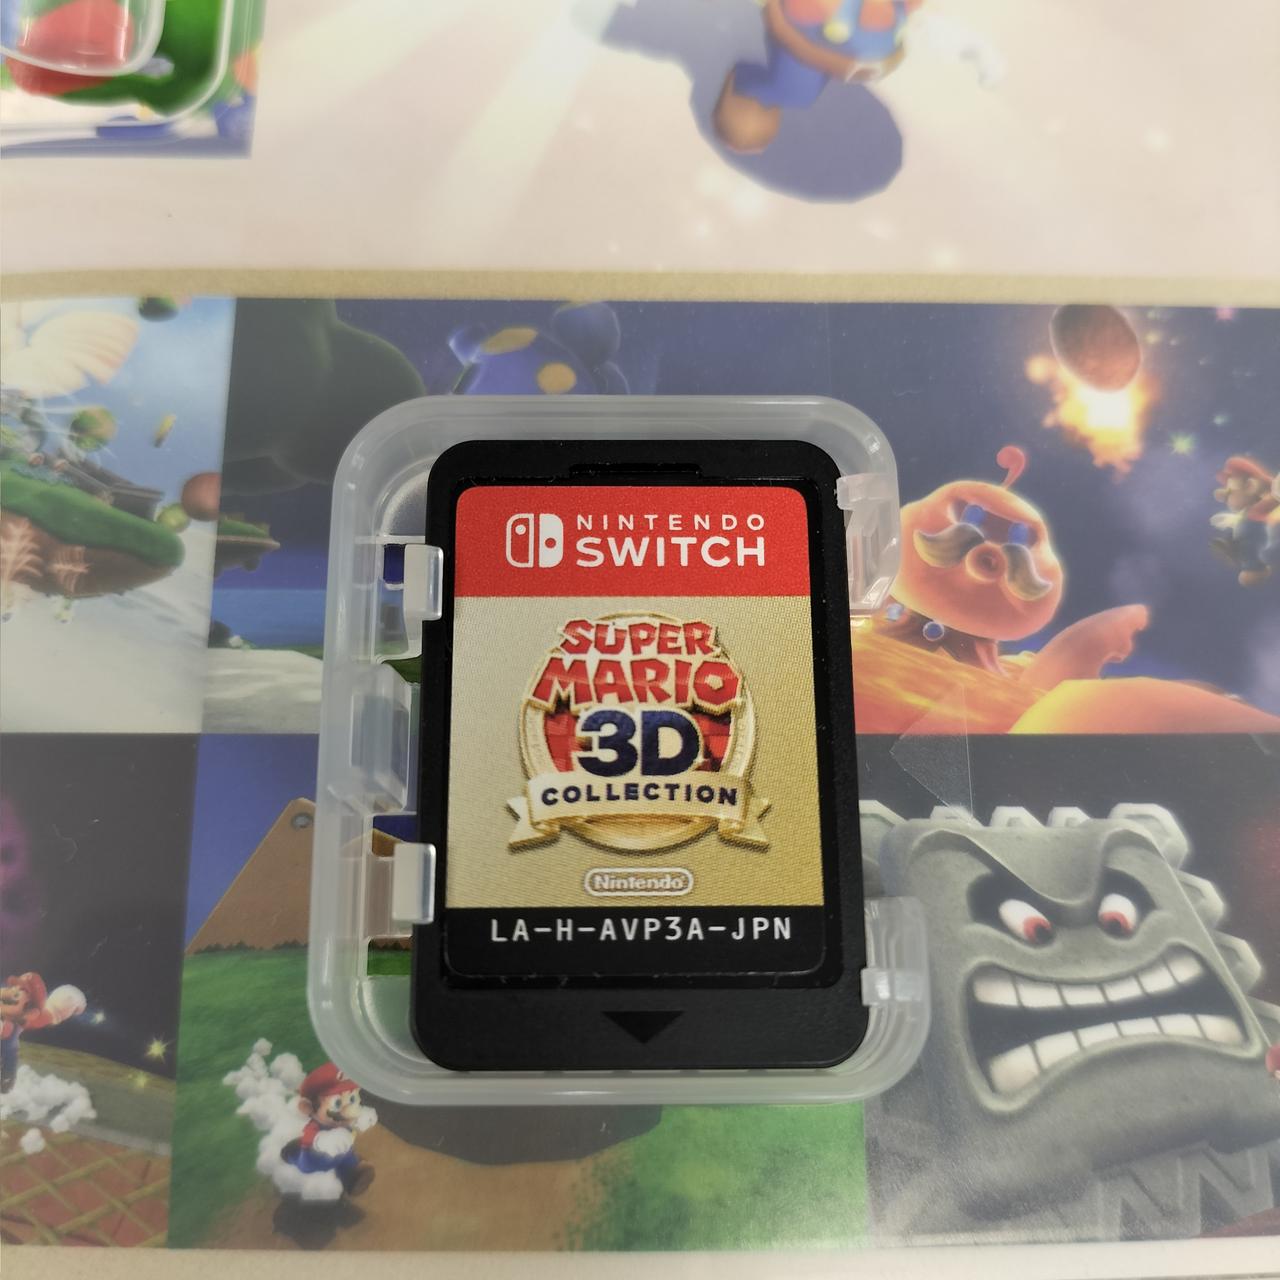 NINTENDO
SWITCH
SUPER
MARIO
3D
COLLECTION
Nintendo
LA-H-AVP3A-JPN